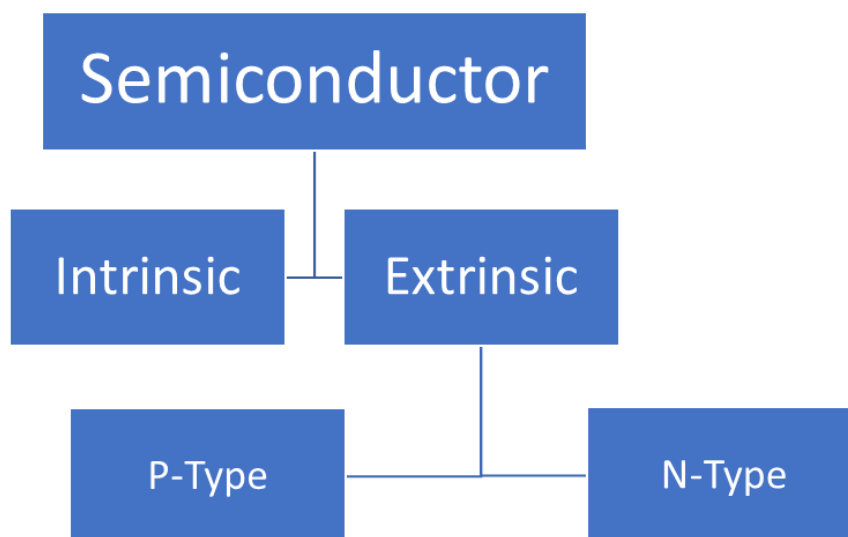 Semiconductor
Intrinsic
Extrinsic
P-Type
N-Type